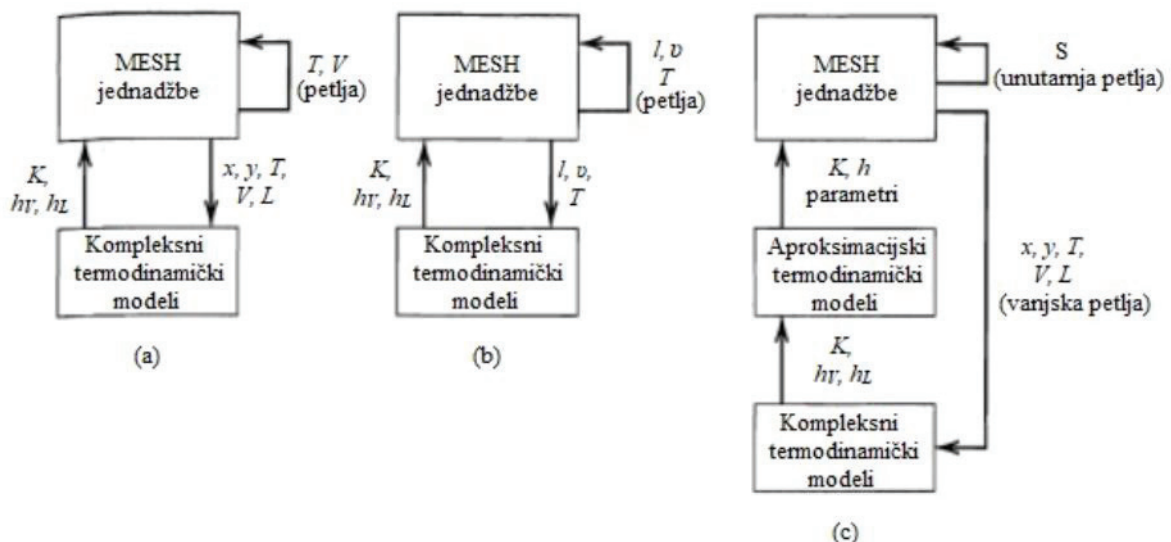 MESH
jednadžbe
T, V
(petlja)
K,
hV, hL
x, y, T,
V, L
Kompleksni
termodinamički
modeli
(a)
MESH
jednadžbe
l, υ
T
(petlja)
K,
hV, hL
l, υ,
T
Kompleksni
termodinamički
modeli
(b)
MESH
jednadžbe
S
(unutarnja petlja)
K, h
parametri
Aproksimacijski
termodinamički
modeli
x, y, T,
V, L
(vanjska petlja)
K,
hV, hL
Kompleksni
termodinamički
modeli
(c)